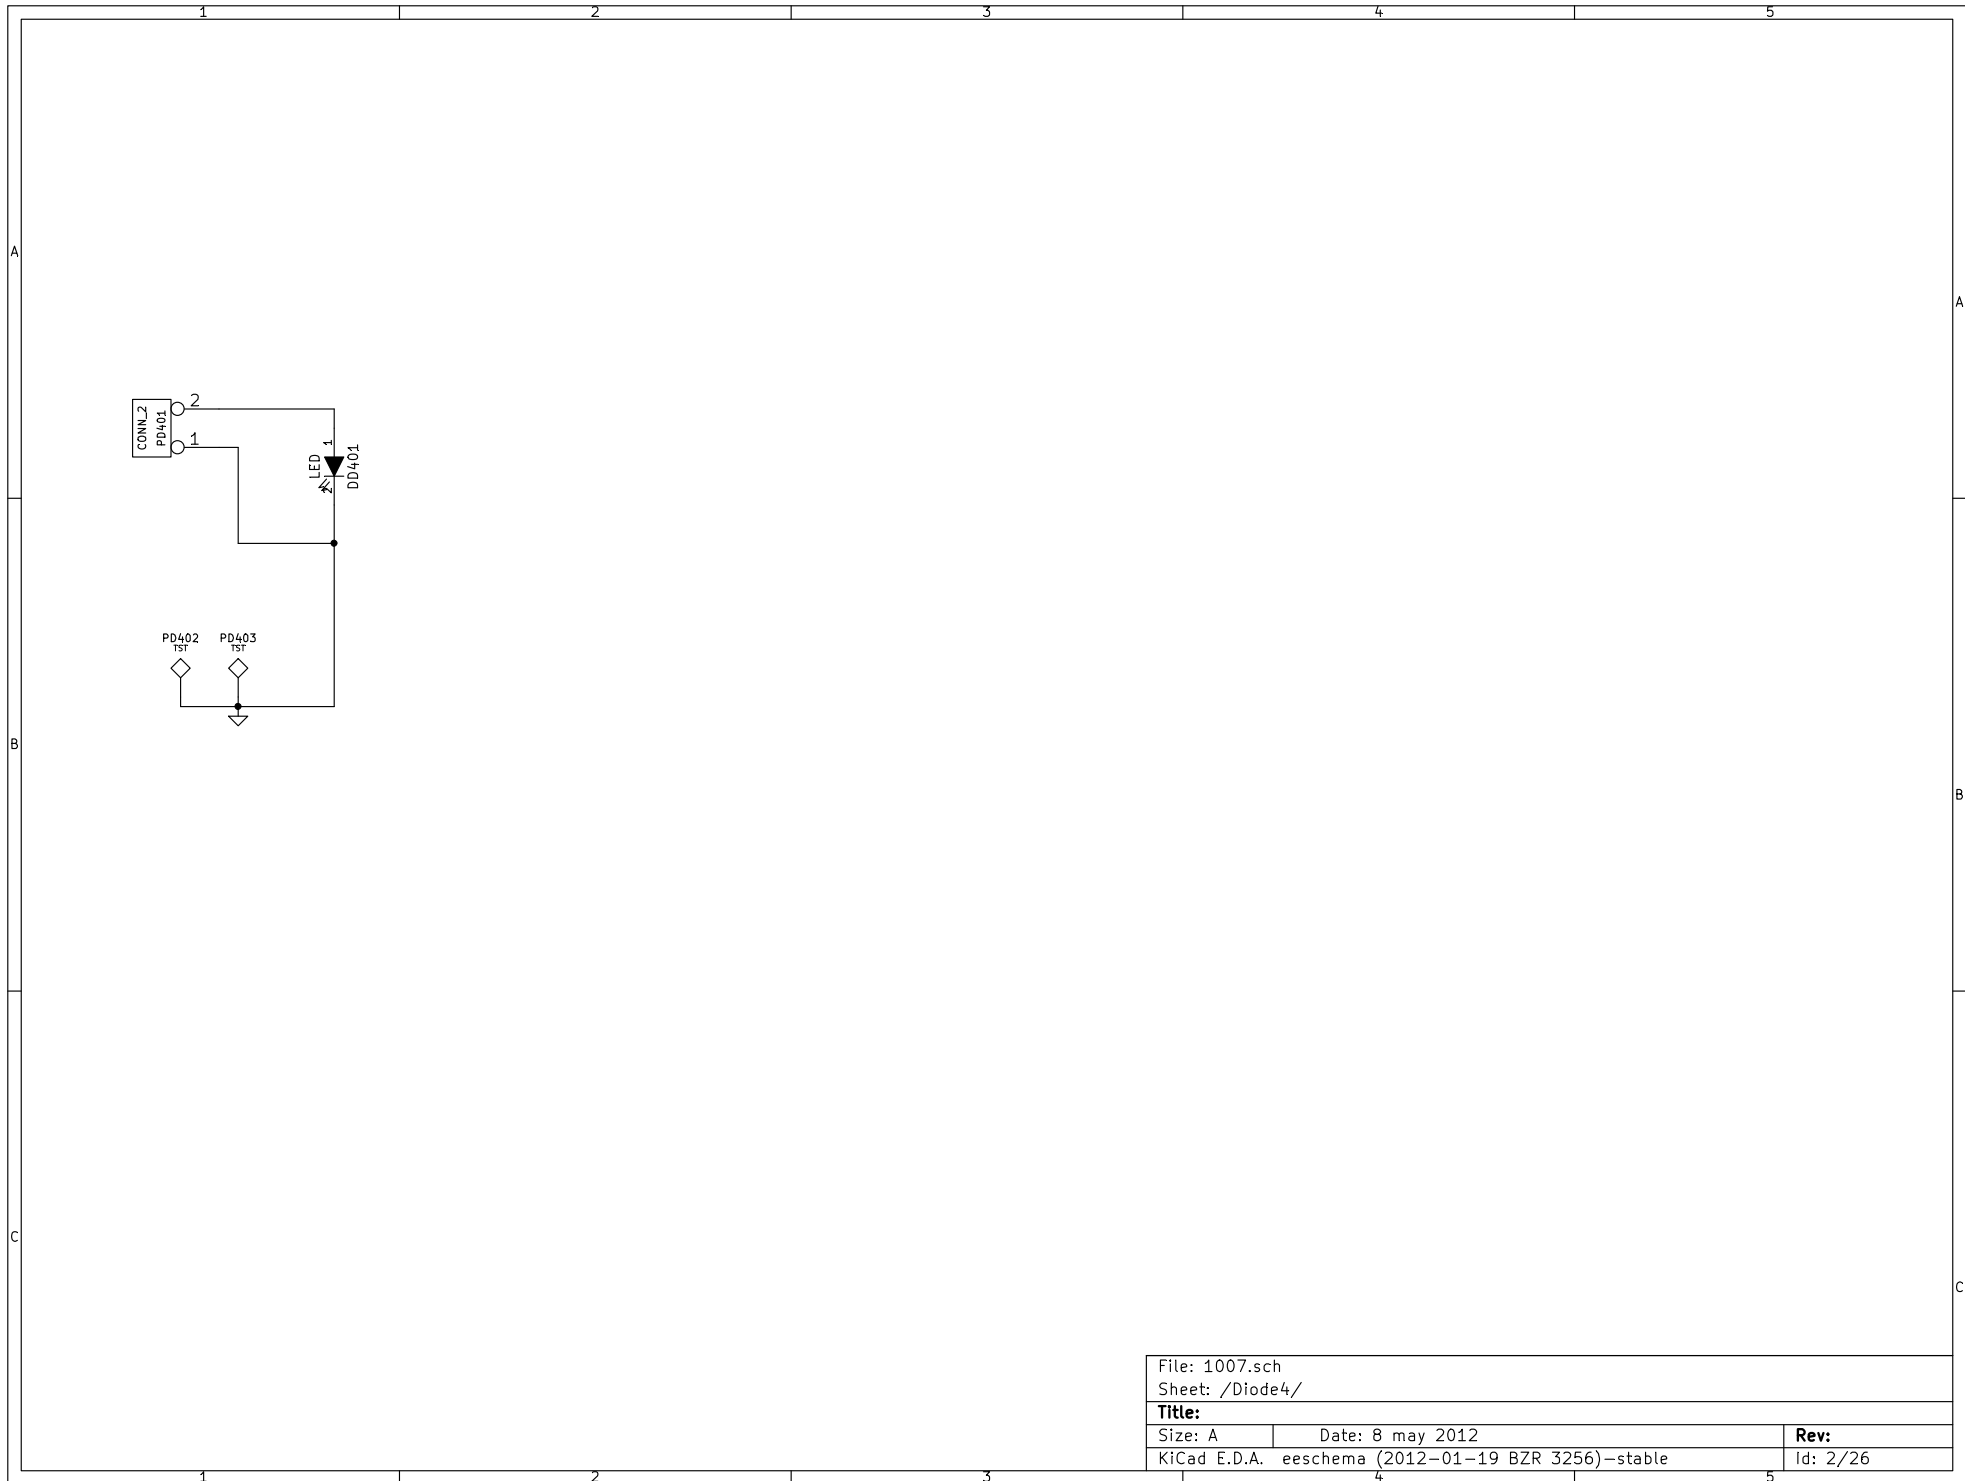 1 2 3 4 5
A
A
2
CONN_2
PD401
1
1
LED
DD401
2
PD402 PD403
TST TST
B
B
C
C
File: 1007.sch
Sheet: /Diode4/
Title:
Size: A Date: 8 may 2012 Rev:
KiCad E.D.A. eeschema (2012-01-19 BZR 3256)-stable Id: 2/26
1 2 3 4 5